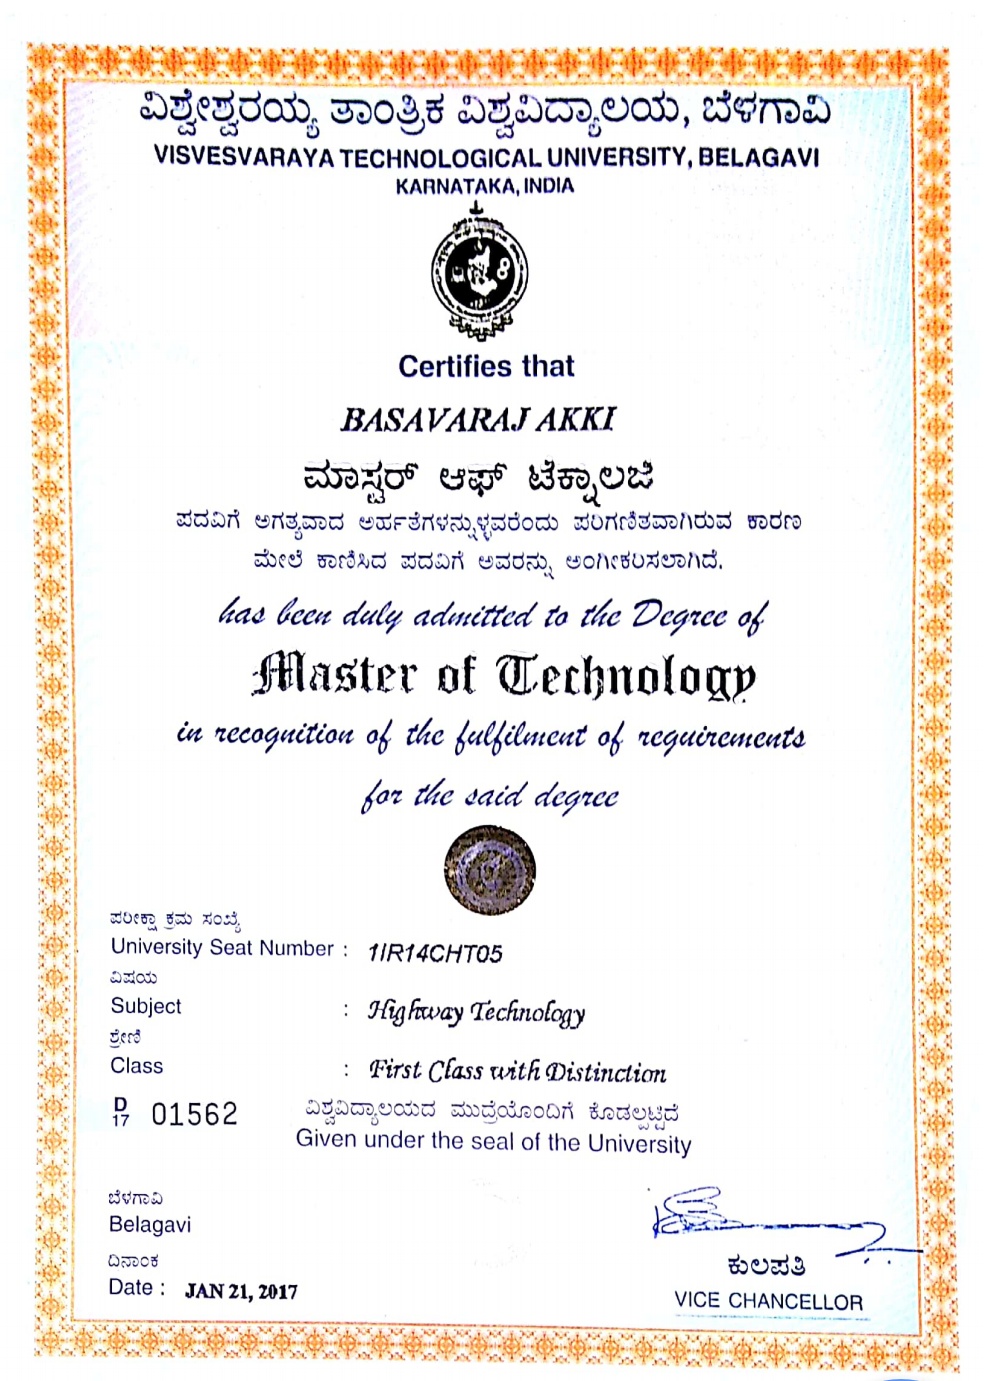 ವಿಶ್ವೇಶ್ವರಯ್ಯ ತಾಂತ್ರಿಕ ವಿಶ್ವವಿದ್ಯಾಲಯ, ಬೆಳಗಾವಿ
VISVESVARAYA TECHNOLOGICAL UNIVERSITY, BELAGAVI
KARNATAKA, INDIA
Certifies that
BASAVARAJ AKKI
ಮಾಸ್ಟರ್ ಆಫ್ ಟೆಕ್ನಾಲಜಿ
ಪದವಿಗೆ ಅಗತ್ಯವಾದ ಅರ್ಹತೆಗಳನ್ನುಳ್ಳವರೆಂದು ಪರಿಗಣಿತವಾಗಿರುವ ಕಾರಣ
ಮೇಲೆ ಕಾಣಿಸಿದ ಪದವಿಗೆ ಅವರನ್ನು ಅಂಗೀಕರಿಸಲಾಗಿದೆ.
has been duly admitted to the Degree of
Master of Technology
in recognition of the fulfilment of requirements
for the said degree
ಪರೀಕ್ಷಾ ಕ್ರಮ ಸಂಖ್ಯೆ
University Seat Number : 1IR14CHT05
ವಿಷಯ
Subject : Highway Technology
ಶ್ರೇಣಿ
Class : First Class with Distinction
D 17 01562
ವಿಶ್ವವಿದ್ಯಾಲಯದ ಮುದ್ರೆಯೊಂದಿಗೆ ಕೊಡಲ್ಪಟ್ಟಿದೆ
Given under the seal of the University
ಬೆಳಗಾವಿ
Belagavi
ದಿನಾಂಕ
Date : JAN 21, 2017
ಕುಲಪತಿ
VICE CHANCELLOR